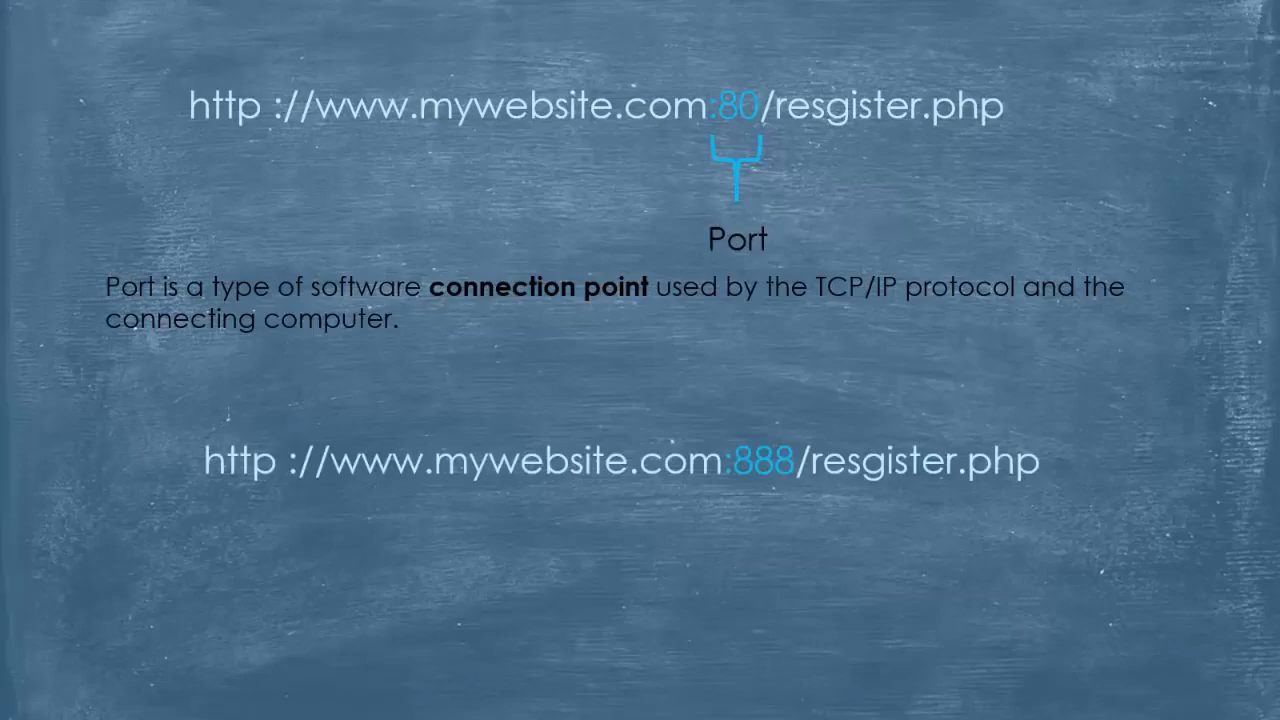 http ://www.mywebsite.com:80/resgister.php
Port
Port is a type of software connection point used by the TCP/IP protocol and the
connecting computer.
http ://www.mywebsite.com:888/resgister.php